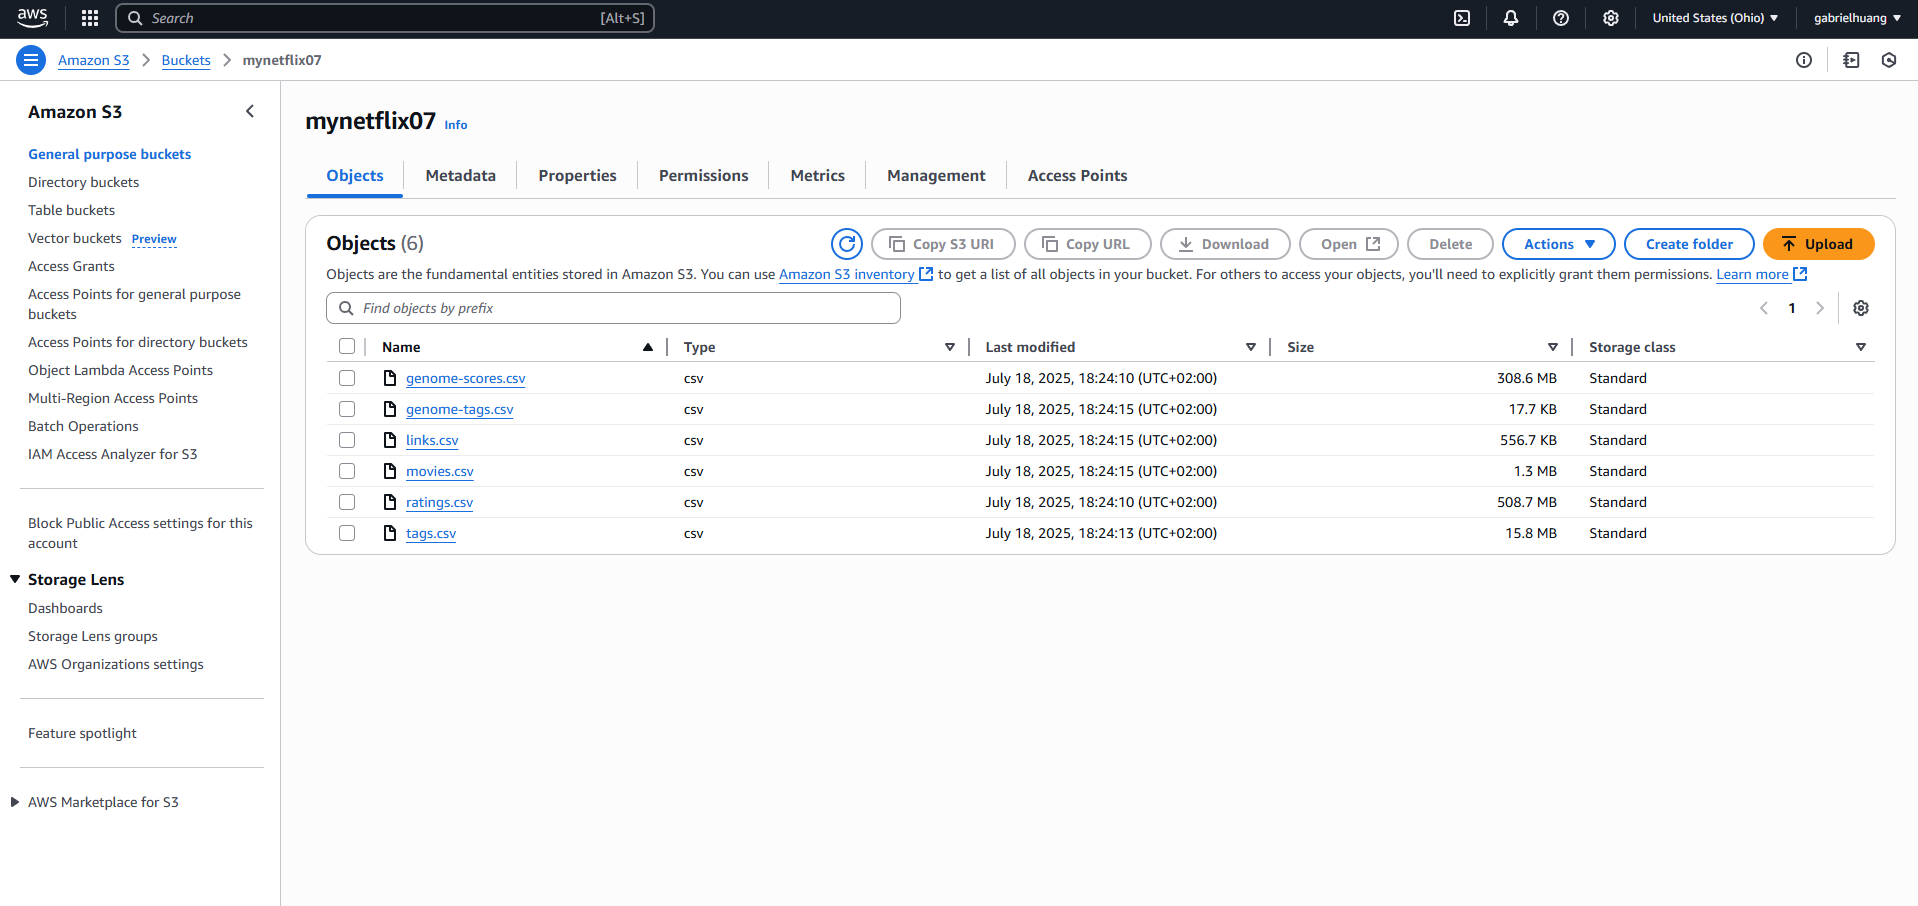 aws
Search [Alt+S]
United States (Ohio)
gabrielhuang
Amazon S3
Buckets
mynetflix07
Amazon S3
General purpose buckets
Directory buckets
Table buckets
Vector buckets Preview
Access Grants
Access Points for general purpose
buckets
Access Points for directory buckets
Object Lambda Access Points
Multi-Region Access Points
Batch Operations
IAM Access Analyzer for S3
Block Public Access settings for this
account
Storage Lens
Dashboards
Storage Lens groups
AWS Organizations settings
Feature spotlight
AWS Marketplace for S3
mynetflix07 Info
Objects Metadata Properties Permissions Metrics Management Access Points
Objects (6)
Copy S3 URI Copy URL Download Open Delete Actions Create folder Upload
Objects are the fundamental entities stored in Amazon S3. You can use Amazon S3 inventory to get a list of all objects in your bucket. For others to access your objects, you'll need to explicitly grant them permissions. Learn more
Find objects by prefix
1
Name Type Last modified Size Storage class
genome-scores.csv csv July 18, 2025, 18:24:10 (UTC+02:00) 308.6 MB Standard
genome-tags.csv csv July 18, 2025, 18:24:15 (UTC+02:00) 17.7 KB Standard
links.csv csv July 18, 2025, 18:24:15 (UTC+02:00) 556.7 KB Standard
movies.csv csv July 18, 2025, 18:24:15 (UTC+02:00) 1.3 MB Standard
ratings.csv csv July 18, 2025, 18:24:10 (UTC+02:00) 508.7 MB Standard
tags.csv csv July 18, 2025, 18:24:13 (UTC+02:00) 15.8 MB Standard